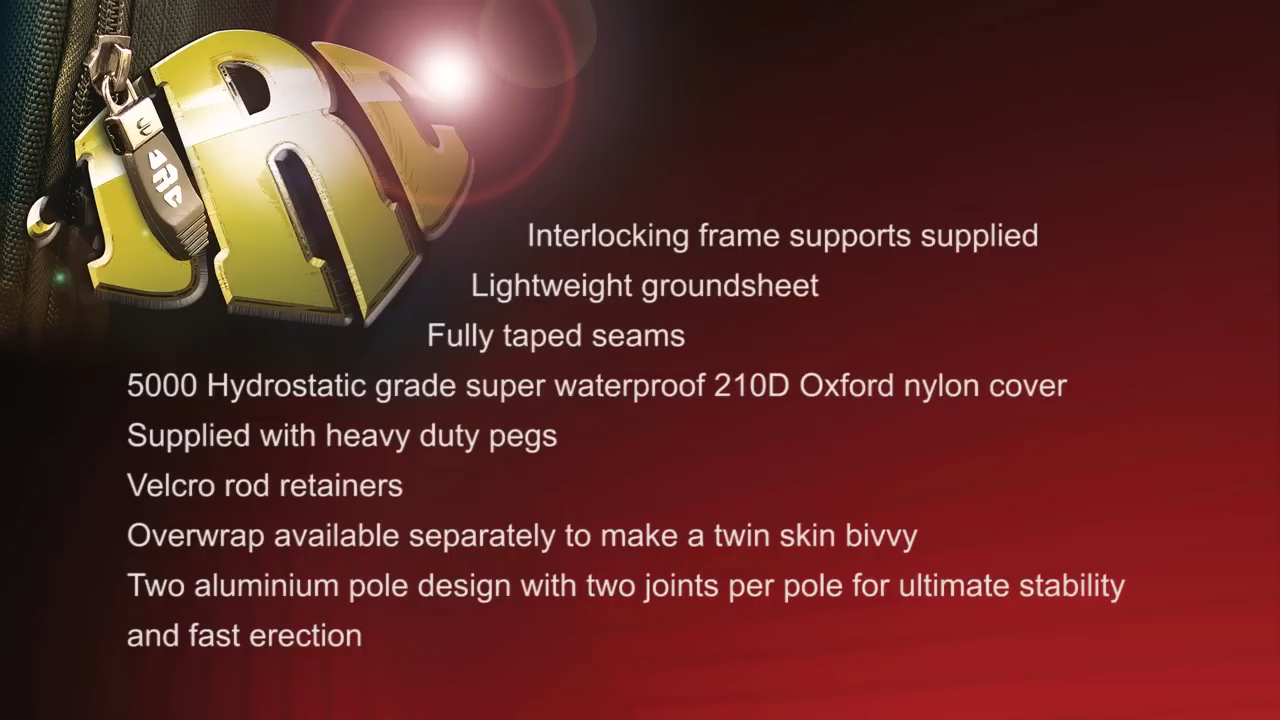 JRC
JRC
Interlocking frame supports supplied
Lightweight groundsheet
Fully taped seams
5000 Hydrostatic grade super waterproof 210D Oxford nylon cover
Supplied with heavy duty pegs
Velcro rod retainers
Overwrap available separately to make a twin skin bivvy
Two aluminium pole design with two joints per pole for ultimate stability
and fast erection